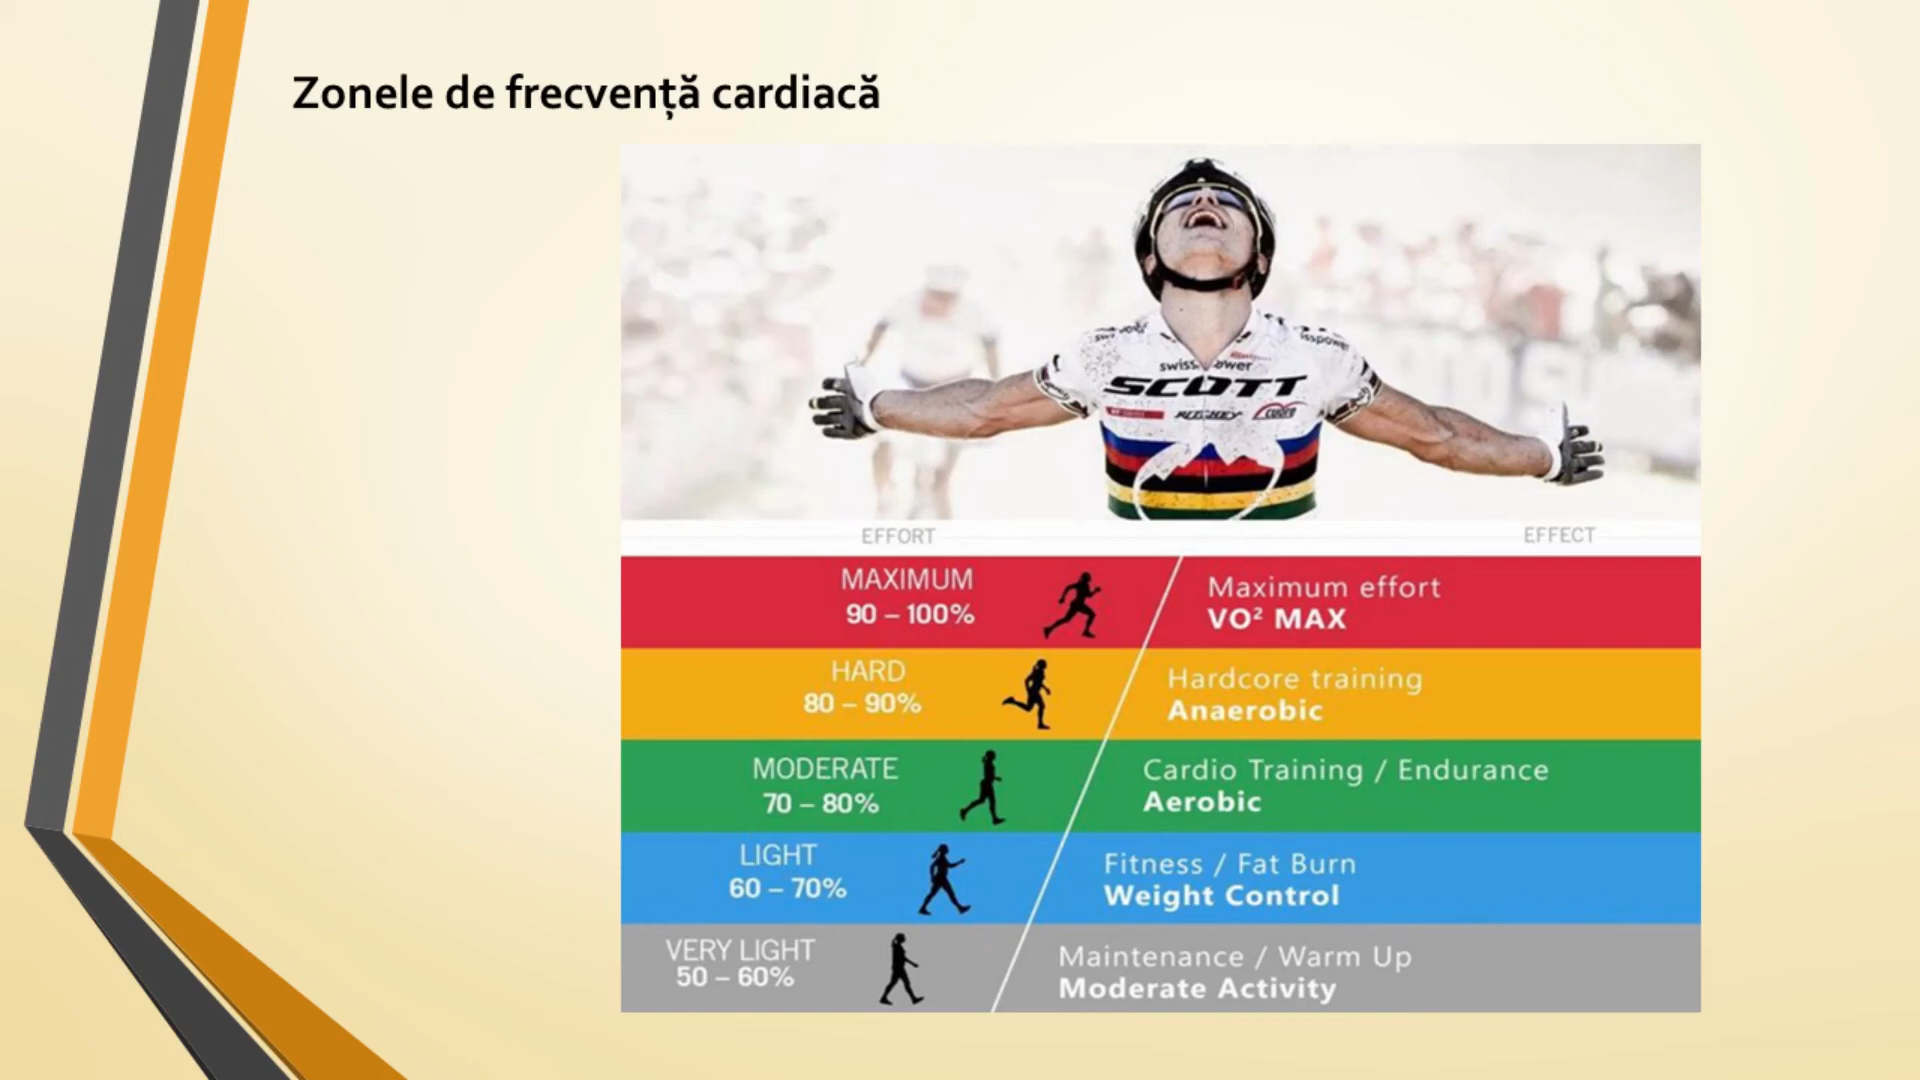 Zonele de frecvență cardiacă
SCOTT
RITCHEY
cuore
EFFORT
EFFECT
MAXIMUM
90 – 100%
Maximum effort
VO² MAX
HARD
80 – 90%
Hardcore training
Anaerobic
MODERATE
70 – 80%
Cardio Training / Endurance
Aerobic
LIGHT
60 – 70%
Fitness / Fat Burn
Weight Control
VERY LIGHT
50 – 60%
Maintenance / Warm Up
Moderate Activity